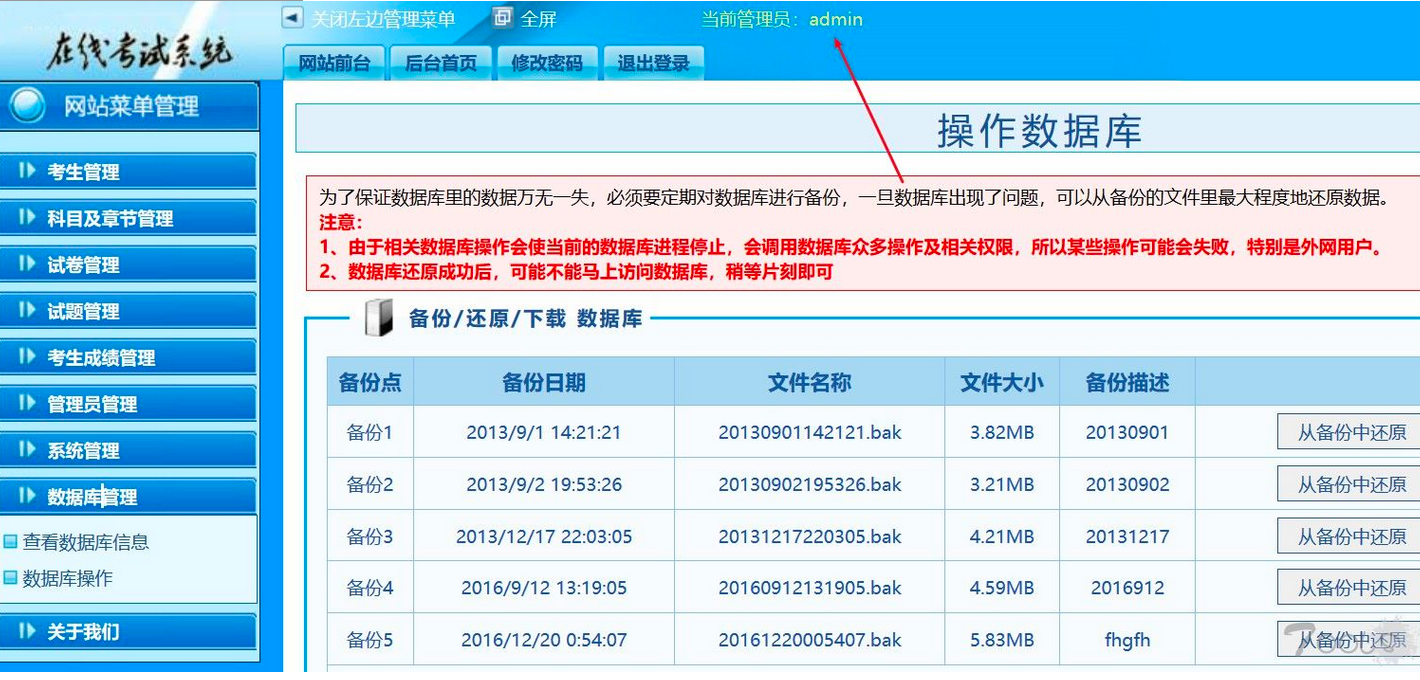 在线考试系统
关闭左边管理菜单 全屏 当前管理员：admin
网站前台 后台首页 修改密码 退出登录
网站菜单管理
考生管理
科目及章节管理
试卷管理
试题管理
考生成绩管理
管理员管理
系统管理
数据库管理
查看数据库信息
数据库操作
关于我们
操作数据库
为了保证数据库里的数据万无一失，必须要定期对数据库进行备份，一旦数据库出现了问题，可以从备份的文件里最大程度地还原数据。
注意：
1、由于相关数据库操作会使当前的数据库进程停止，会调用数据库众多操作及相关权限，所以某些操作可能会失败，特别是外网用户。
2、数据库还原成功后，可能不能马上访问数据库，稍等片刻即可
备份/还原/下载 数据库
备份点 备份日期 文件名称 文件大小 备份描述
备份1 2013/9/1 14:21:21 20130901142121.bak 3.82MB 20130901 从备份中还原
备份2 2013/9/2 19:53:26 20130902195326.bak 3.21MB 20130902 从备份中还原
备份3 2013/12/17 22:03:05 20131217220305.bak 4.21MB 20131217 从备份中还原
备份4 2016/9/12 13:19:05 20160912131905.bak 4.59MB 2016912 从备份中还原
备份5 2016/12/20 0:54:07 20161220005407.bak 5.83MB fhgfh 从备份中还原